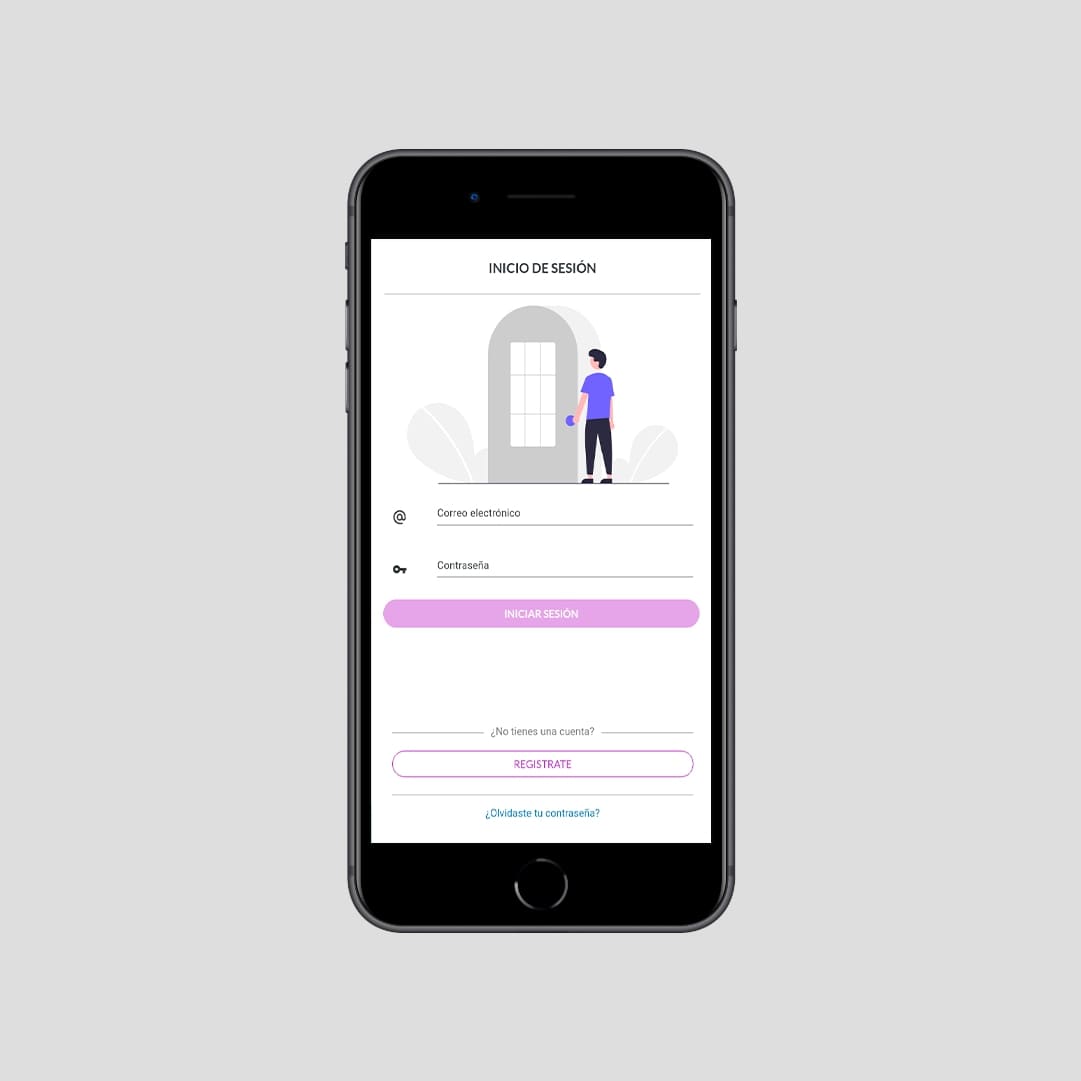 INICIO DE SESIÓN
Correo electrónico
Contraseña
INICIAR SESIÓN
¿No tienes una cuenta?
REGISTRATE
¿Olvidaste tu contraseña?